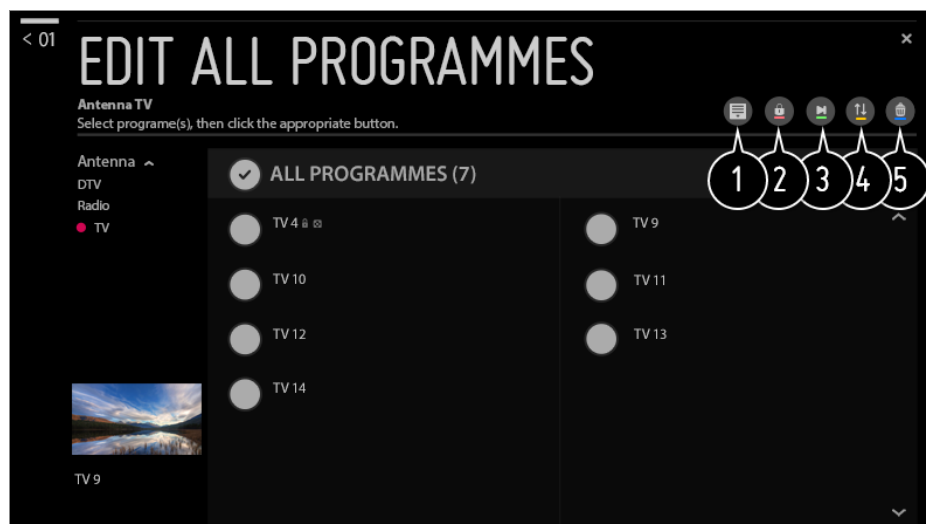 < 01
EDIT ALL PROGRAMMES
Antenna TV
Select programe(s), then click the appropriate button.
1 2 3 4 5
Antenna
DTV
Radio
TV
ALL PROGRAMMES (7)
TV 4
TV 9
TV 10
TV 11
TV 12
TV 13
TV 14
TV 9